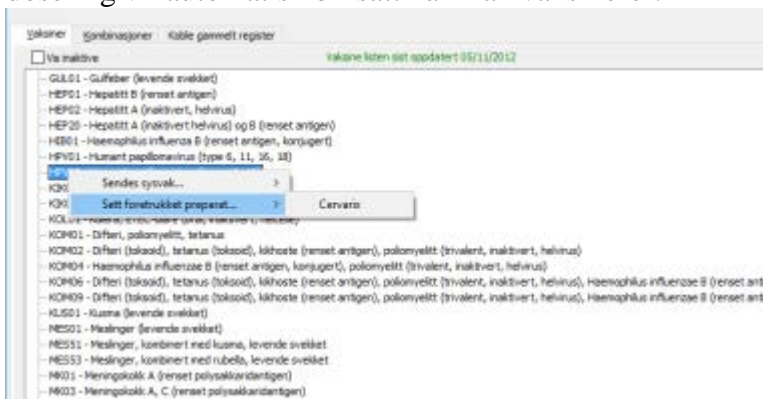 Vaksiner Kombinasjoner Koble gammelt register
Vis inaktive Vaksine listen sist oppdatert 05/11/2012
GUL01 - Gulfeber (levende svekket)
HEP01 - Hepatitt B (renset antigen)
HEP02 - Hepatitt A (inaktivert, helvirus)
HEP20 - Hepatitt A (inaktivert helvirus) og B (renset antigen)
HIB01 - Haemophilus influenza B (renset antigen, konjugert)
HPV01 - Humant papillomavirus (type 6, 11, 16, 18)
Sendes sysvak... >
Sett foretrukket preparat... > Cervarix
KOM01 - Difteri, poliomyelitt, tetanus
KOM02 - Difteri (toksoid), tetanus (toksoid), kikhoste (renset antigen), poliomyelitt (trivalent, inaktivert, helvirus)
KOM04 - Haemophilus influenzae B (renset antigen, konjugert), poliomyelitt (trivalent, inaktivert, helvirus)
KOM06 - Difteri (toksoid), tetanus (toksoid), kikhoste (renset antigen), poliomyelitt (trivalent, inaktivert, helvirus), Haemophilus influenzae B (renset ant
KOM09 - Difteri (toksoid), tetanus (toksoid), kikhoste (renset antigen), poliomyelitt (trivalent, inaktivert, helvirus), Haemophilus influenzae B (renset ant
KUS01 - Kusma (levende svekket)
MES01 - Meslinger (levende svekket)
MES51 - Meslinger, kombinert med kusma, levende svekket
MES53 - Meslinger, kombinert med rubella, levende svekket
MK01 - Meningokokk A (renset polysakkaridantigen)
MK03 - Meningokokk A, C (renset polysakkaridantigen)